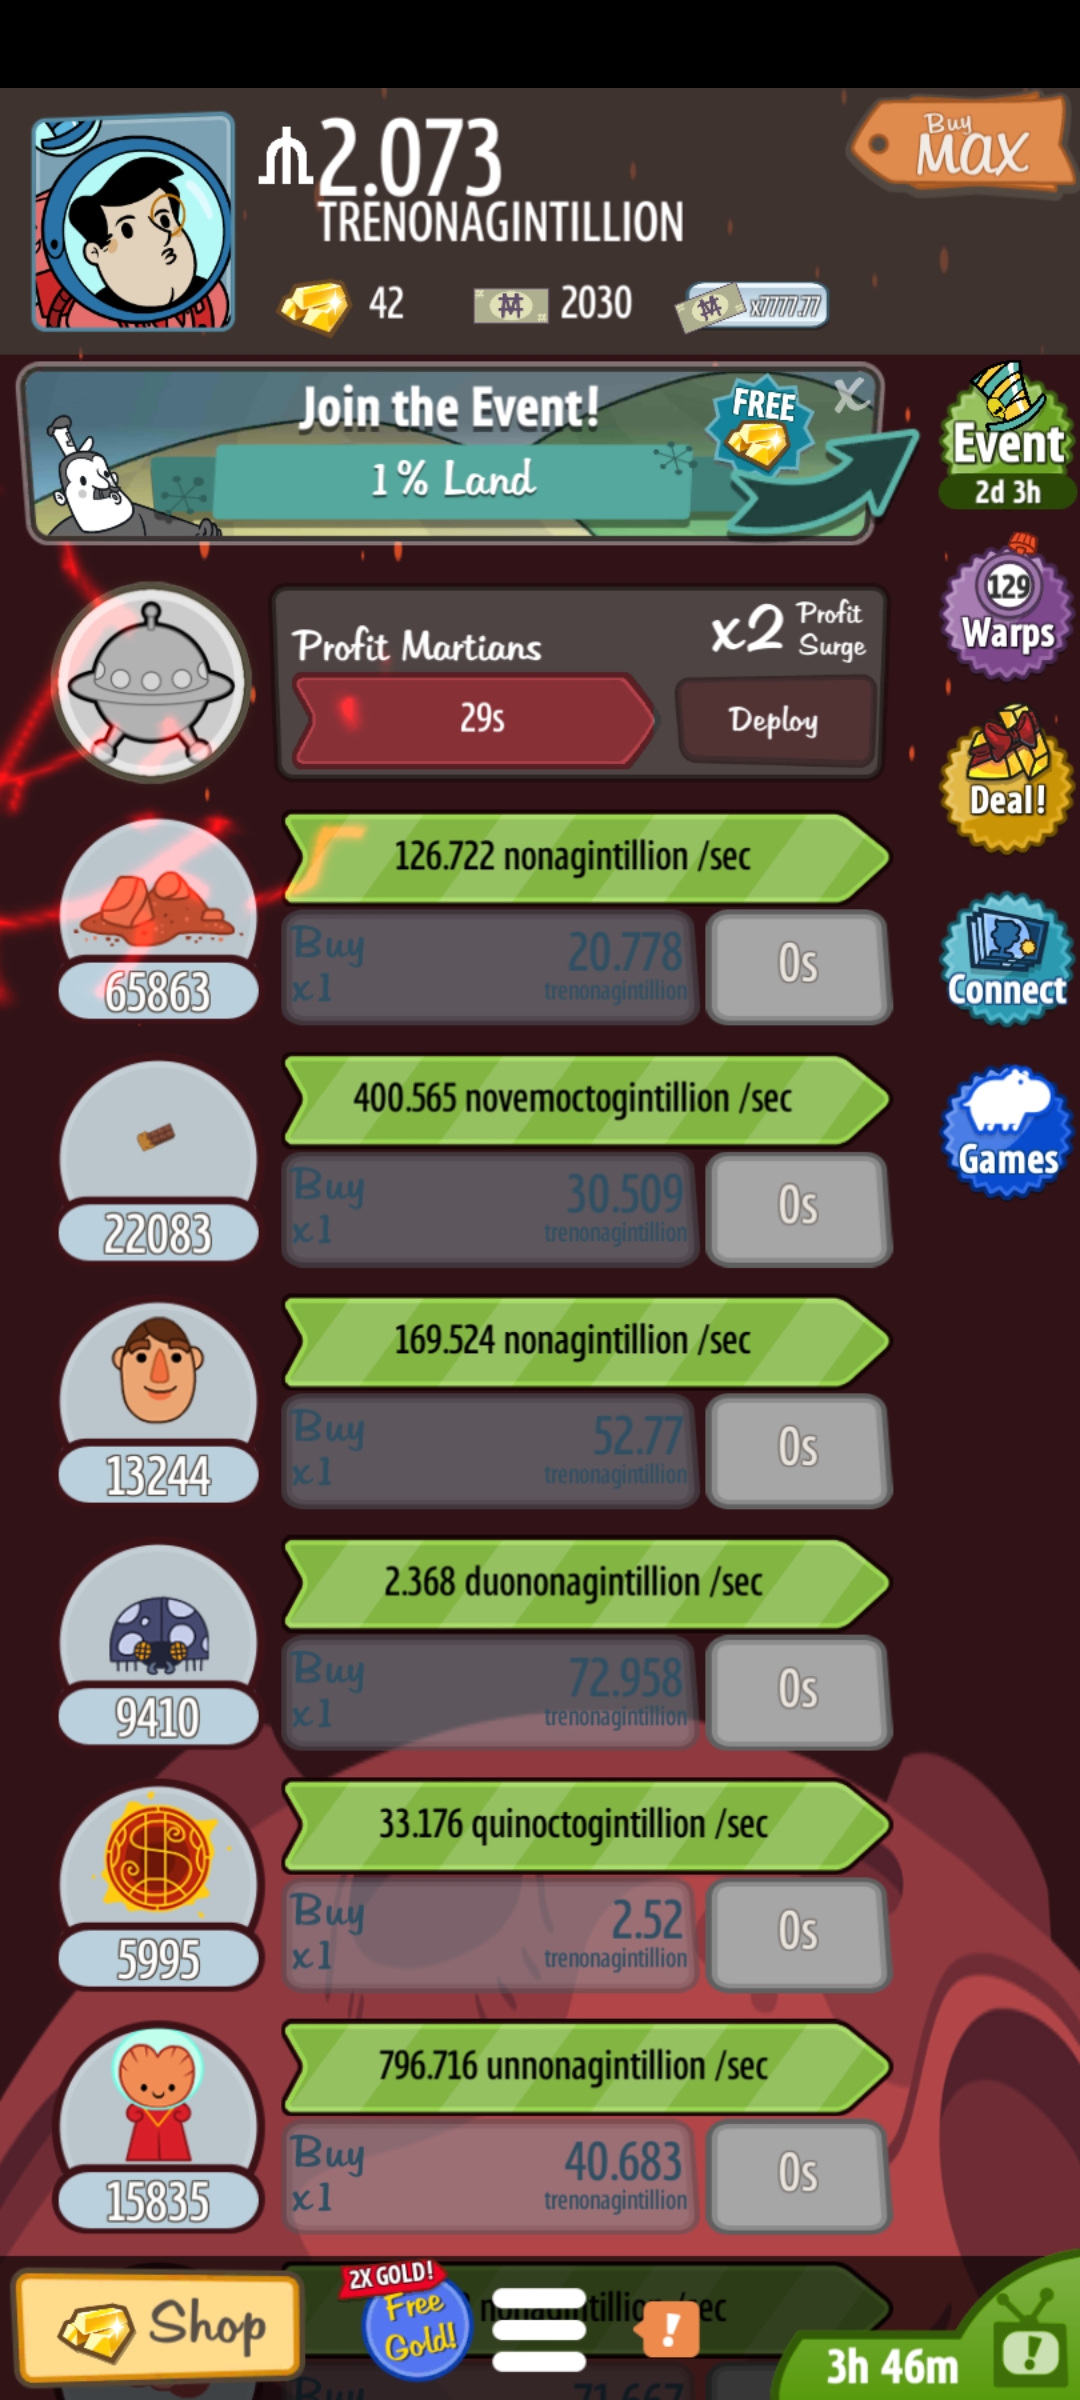 2.073
TRENONAGINTILLION
Buy
Max
42
2030
x7777.77
Join the Event!
1% Land
FREE
X
Event
2d 3h
129
Warps
Profit Martians
x2 Profit Surge
29s
Deploy
Deal!
126.722 nonagintillion /sec
65863
Buy x1
20.778
trenonagintillion
0s
Connect
400.565 novemoctogintillion /sec
22083
Buy x1
30.509
trenonagintillion
0s
Games
169.524 nonagintillion /sec
13244
Buy x1
52.77
trenonagintillion
0s
2.368 duononagintillion /sec
9410
Buy x1
72.958
trenonagintillion
0s
33.176 quinoctogintillion /sec
5995
Buy x1
2.52
trenonagintillion
0s
796.716 unnonagintillion /sec
15835
Buy x1
40.683
trenonagintillion
0s
Shop
2X GOLD!
Free
Gold!
!
3h 46m
!
Buy